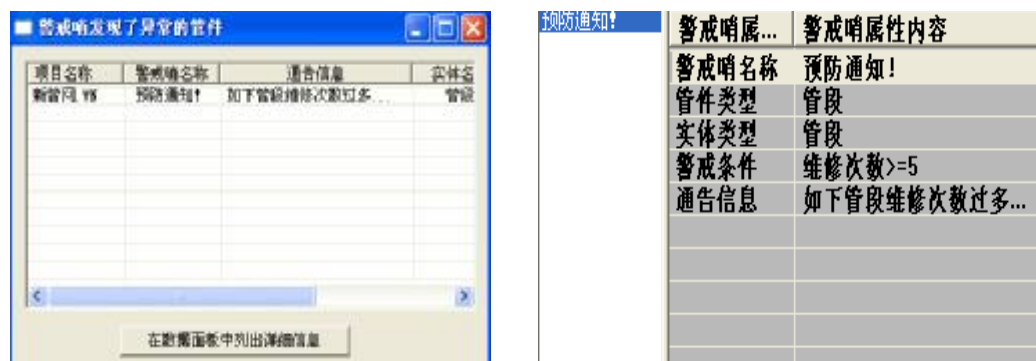 警戒哨发现了异常的管件
项目名称 警戒哨名称 通告信息 实体名
新管网 预防通知! 如下管段维修次数过多... 管段
在数据面板中列出详细信息
预防通知!
警戒哨属... 警戒哨属性内容
警戒哨名称 预防通知!
管件类型 管段
实体类型 管段
警戒条件 维修次数>=5
通告信息 如下管段维修次数过多...